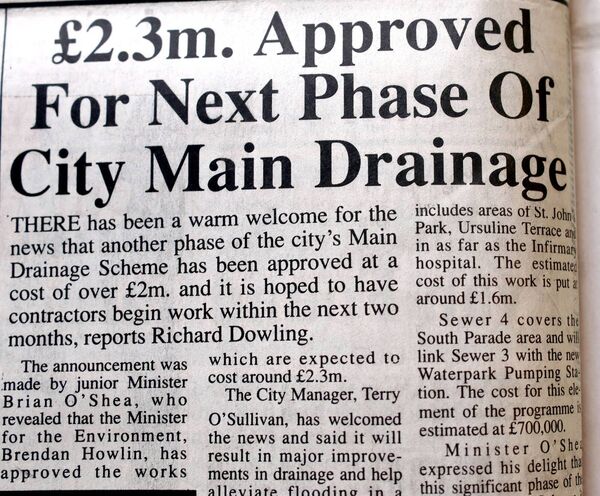 £2.3m. Approved
For Next Phase Of
City Main Drainage
THERE has been a warm welcome for the
news that another phase of the city's Main
Drainage Scheme has been approved at a
cost of over £2m. and it is hoped to have
contractors begin work within the next two
months, reports Richard Dowling.
The announcement was
made by junior Minister
Brian O'Shea, who
revealed that the Minister
for the Environment,
Brendan Howlin, has
approved the works
which are expected to
cost around £2.3m.
The City Manager, Terry
O'Sullivan, has welcomed
the news and said it will
result in major improve-
ments in drainage and help
alleviate flooding in a
includes areas of St. John's
Park, Ursuline Terrace and
in as far as the Infirmary
hospital. The estimated
cost of this work is put at
around £1.6m.
Sewer 4 covers the
South Parade area and will
link Sewer 3 with the new
Waterpark Pumping Sta-
tion. The cost for this ele-
ment of the programme is
estimated at £700,000.
Minister O'Shea
expressed his delight that
this significant phase of the